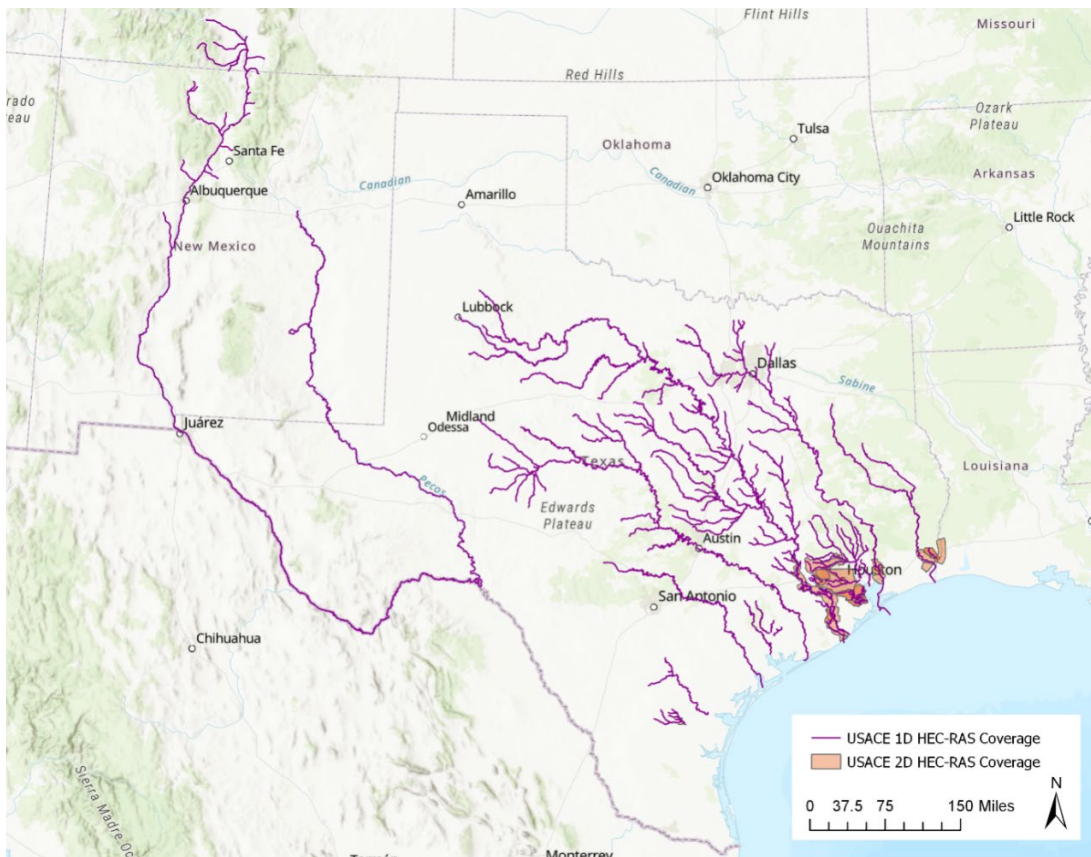 Flint Hills
Missouri
Red Hills
Ozark
Plateau
Tulsa
Oklahoma
Santa Fe
Arkansas
Canadian
Albuquerque
Canadian
Oklahoma City
Amarillo
Little Rock
Ouachita
Mountains
New Mexico
Lubbock
Dallas
Sabine
Juárez
Midland
Odessa
Texas
Louisiana
Pecos
Edwards
Plateau
Austin
Houston
San Antonio
Chihuahua
USACE 1D HEC-RAS Coverage
USACE 2D HEC-RAS Coverage
N
0 37.5 75 150 Miles
Sierra Madre Oc
Monterrey